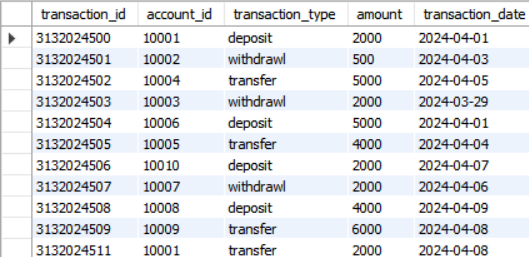 transaction_id account_id transaction_type amount transaction_date
3132024500 10001 deposit 2000 2024-04-01
3132024501 10002 withdrawl 500 2024-04-03
3132024502 10004 transfer 5000 2024-04-05
3132024503 10003 withdrawl 2000 2024-03-29
3132024504 10006 deposit 5000 2024-04-01
3132024505 10005 transfer 4000 2024-04-04
3132024506 10010 deposit 2000 2024-04-07
3132024507 10007 withdrawl 2000 2024-04-06
3132024508 10008 deposit 4000 2024-04-09
3132024509 10009 transfer 6000 2024-04-08
3132024511 10001 transfer 2000 2024-04-08